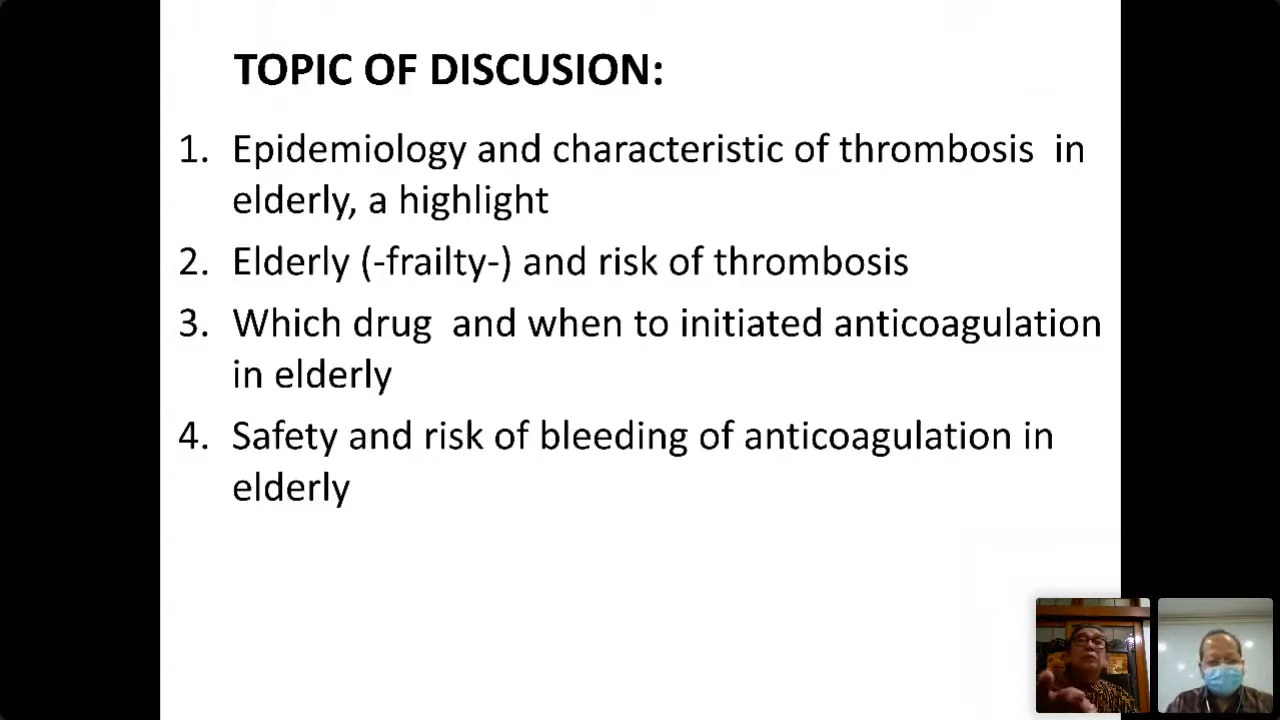 TOPIC OF DISCUSION:
1. Epidemiology and characteristic of thrombosis in
elderly, a highlight
2. Elderly (-frailty-) and risk of thrombosis
3. Which drug and when to initiated anticoagulation
in elderly
4. Safety and risk of bleeding of anticoagulation in
elderly